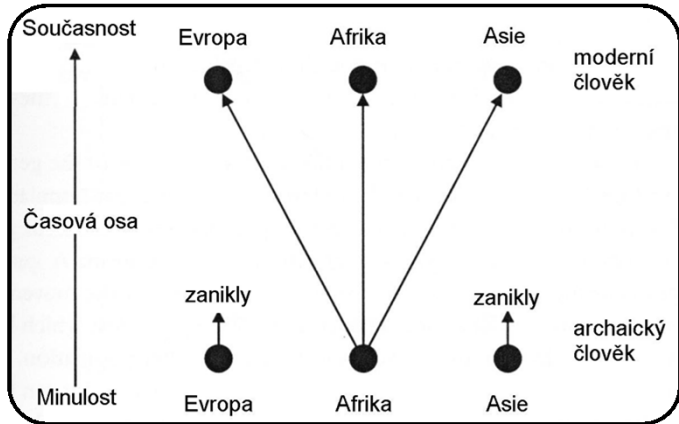 Současnost
Evropa Afrika Asie
moderní
člověk
Časová osa
zanikly zanikly
archaický
člověk
Minulost
Evropa Afrika Asie